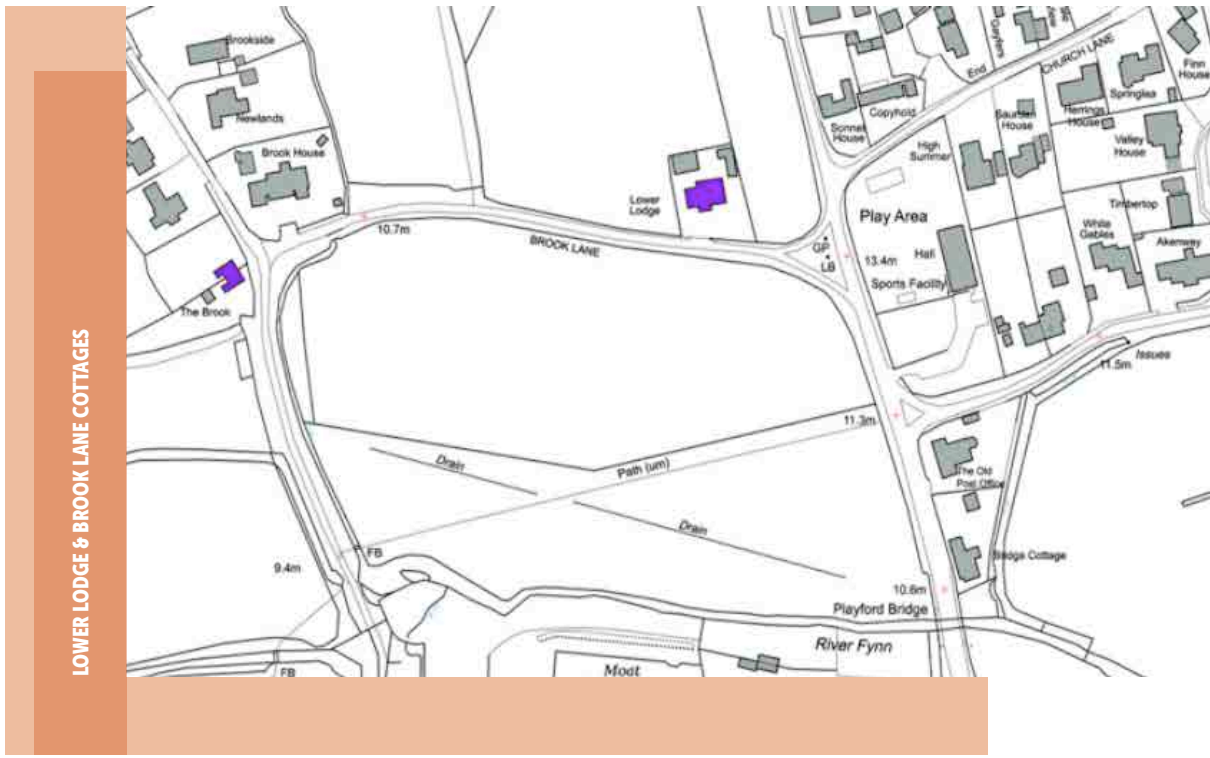 LOWER LODGE & BROOK LANE COTTAGES
Brookside
Newlands
Brook House
10.7m
BROOK LANE
The Brook
Lower
Lodge
Sonnet
House
Copyhold
End
Gayfers
CHURCH LANE
High
Summer
House
Herrings
House
Springlea
Finn
House
Valley
House
Timbertop
White
Gables
Akenway
Play Area
GP
LB
13.4m
Hall
Sports Facility
11.5m
Issues
11.3m
Path (um)
Drain
Drain
The Old
Post Office
Bridge Cottage
FB
9.4m
10.6m
Playford Bridge
River Fynn
Moat
FB